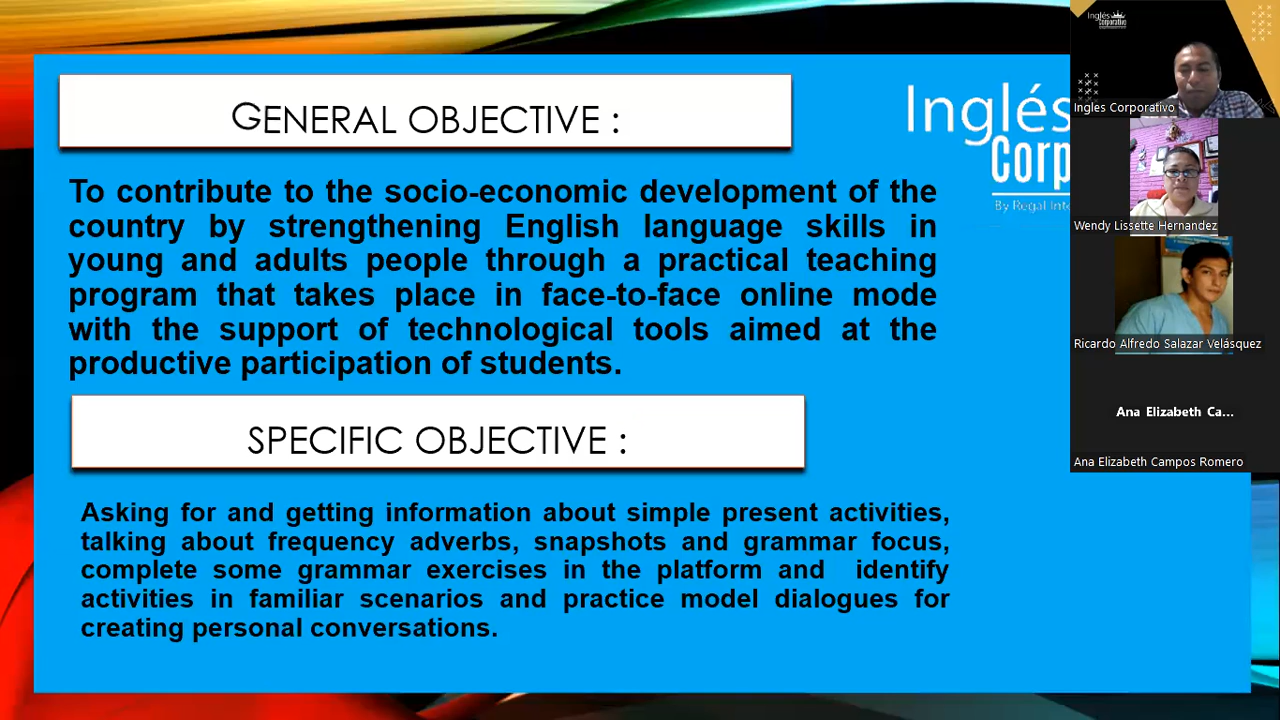 GENERAL OBJECTIVE :
To contribute to the socio-economic development of the
country by strengthening English language skills in
young and adults people through a practical teaching
program that takes place in face-to-face online mode
with the support of technological tools aimed at the
productive participation of students.
SPECIFIC OBJECTIVE :
Asking for and getting information about simple present activities,
talking about frequency adverbs, snapshots and grammar focus,
complete some grammar exercises in the platform and identify
activities in familiar scenarios and practice model dialogues for
creating personal conversations.
Inglés
Corp
By Regal Inte
Inglés
Corporativo
Ingles Corporativo
Wendy Lissette Hernandez
Ricardo Alfredo Salazar Velásquez
Ana Elizabeth Ca...
Ana Elizabeth Campos Romero